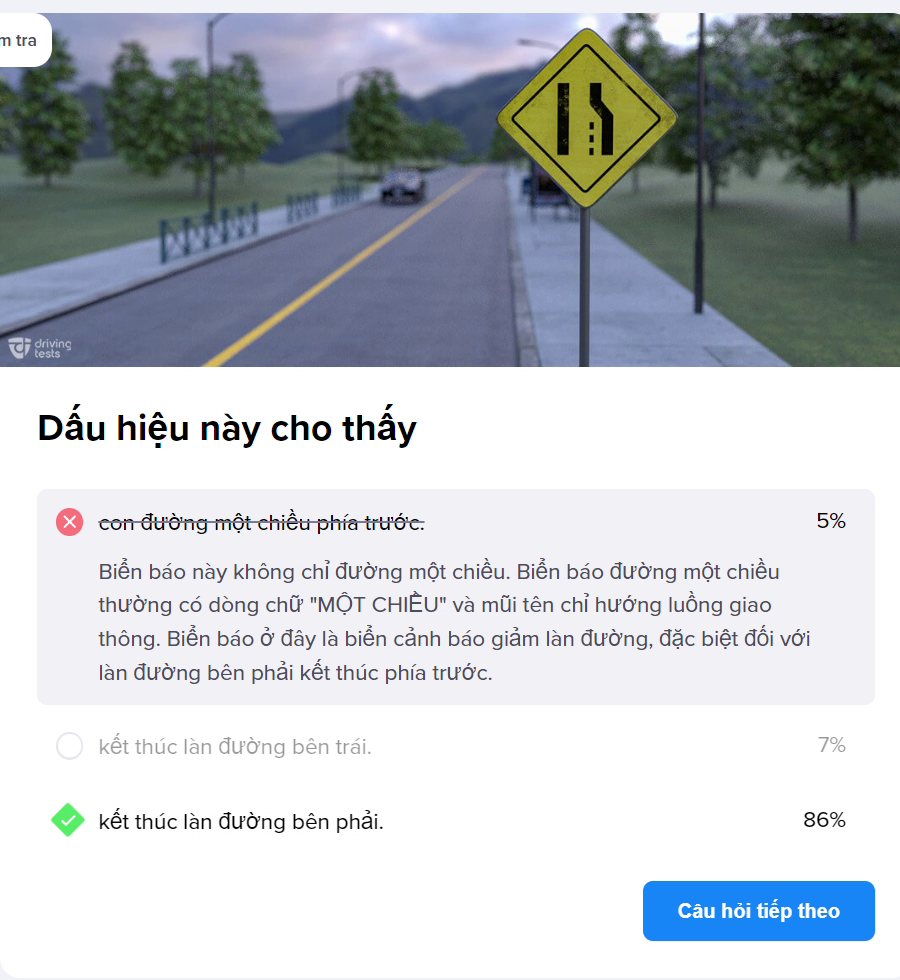 m tra
driving
tests
Dấu hiệu này cho thấy
con đường một chiều phía trước.
5%
Biển báo này không chỉ đường một chiều. Biển báo đường một chiều
thường có dòng chữ "MỘT CHIỀU" và mũi tên chỉ hướng luồng giao
thông. Biển báo ở đây là biển cảnh báo giảm làn đường, đặc biệt đối với
làn đường bên phải kết thúc phía trước.
kết thúc làn đường bên trái.
7%
kết thúc làn đường bên phải.
86%
Câu hỏi tiếp theo